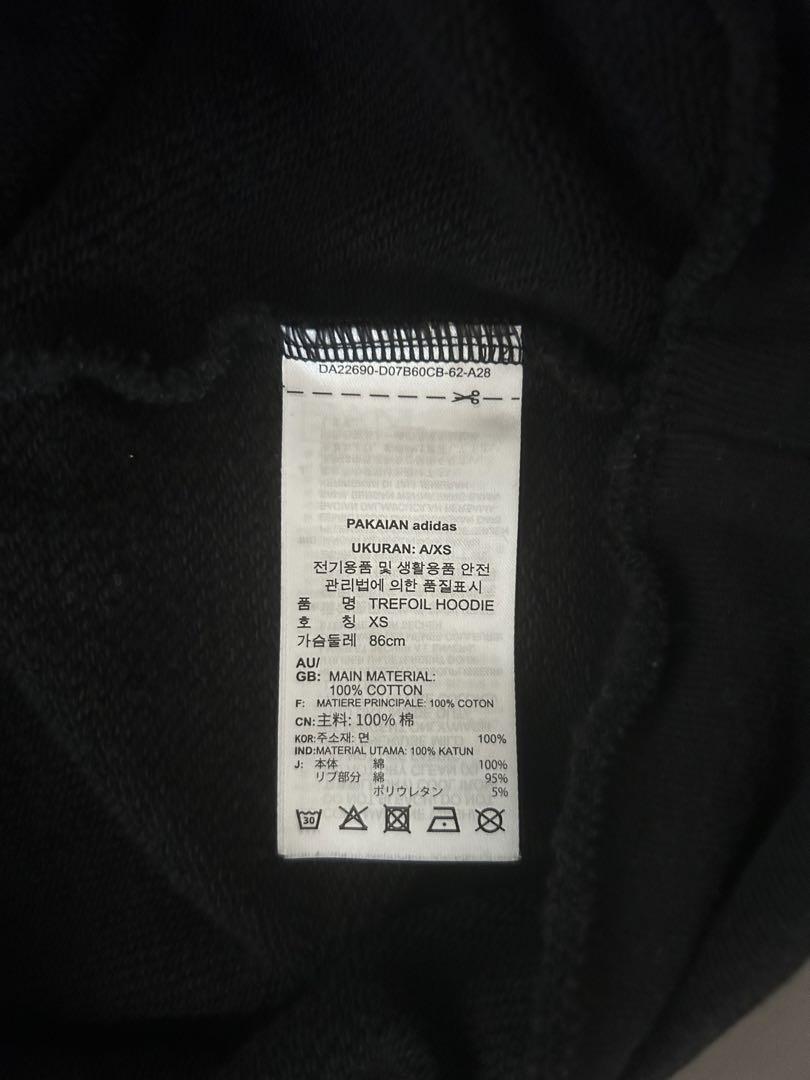 DA22690-D07B60CB-62-A28
PAKAIAN adidas
UKURAN: A/XS
전기용품 및 생활용품 안전
관리법에 의한 품질표시
품 명 TREFOIL HOODIE
호 칭 XS
가슴둘레 86cm
AU/
GB: MAIN MATERIAL:
100% COTTON
F: MATIERE PRINCIPALE: 100% COTON
CN:主料: 100% 棉
KOR:주소재: 면 100%
IND:MATERIAL UTAMA: 100% KATUN
J: 本体 綿 100%
リブ部分 綿 95%
ポリウレタン 5%
30